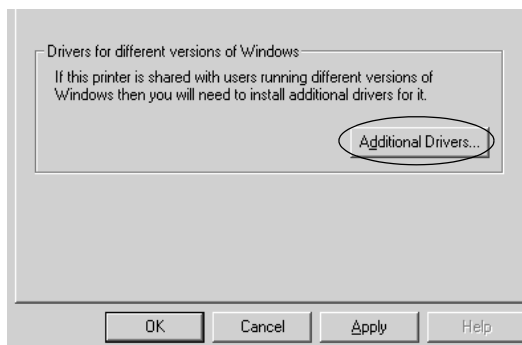 Drivers for different versions of Windows
If this printer is shared with users running different versions of
Windows then you will need to install additional drivers for it.
Additional Drivers...
OK Cancel Apply Help